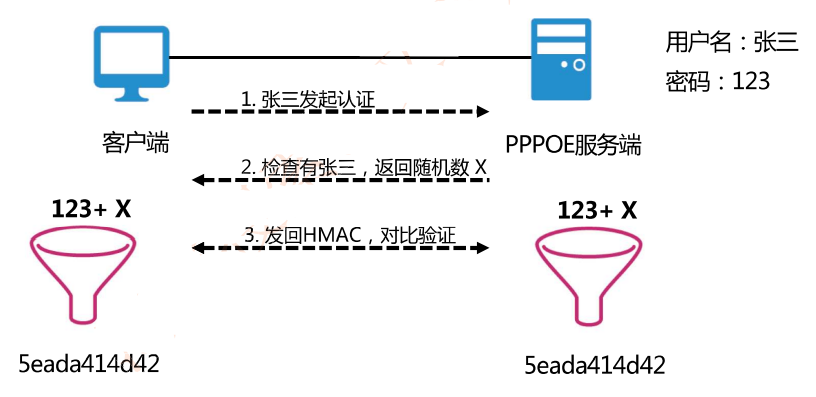 用户名：张三
密码：123
1. 张三发起认证
客户端
PPPOE服务端
2. 检查有张三，返回随机数 X
123+ X
123+ X
3. 发回HMAC，对比验证
5eada414d42
5eada414d42